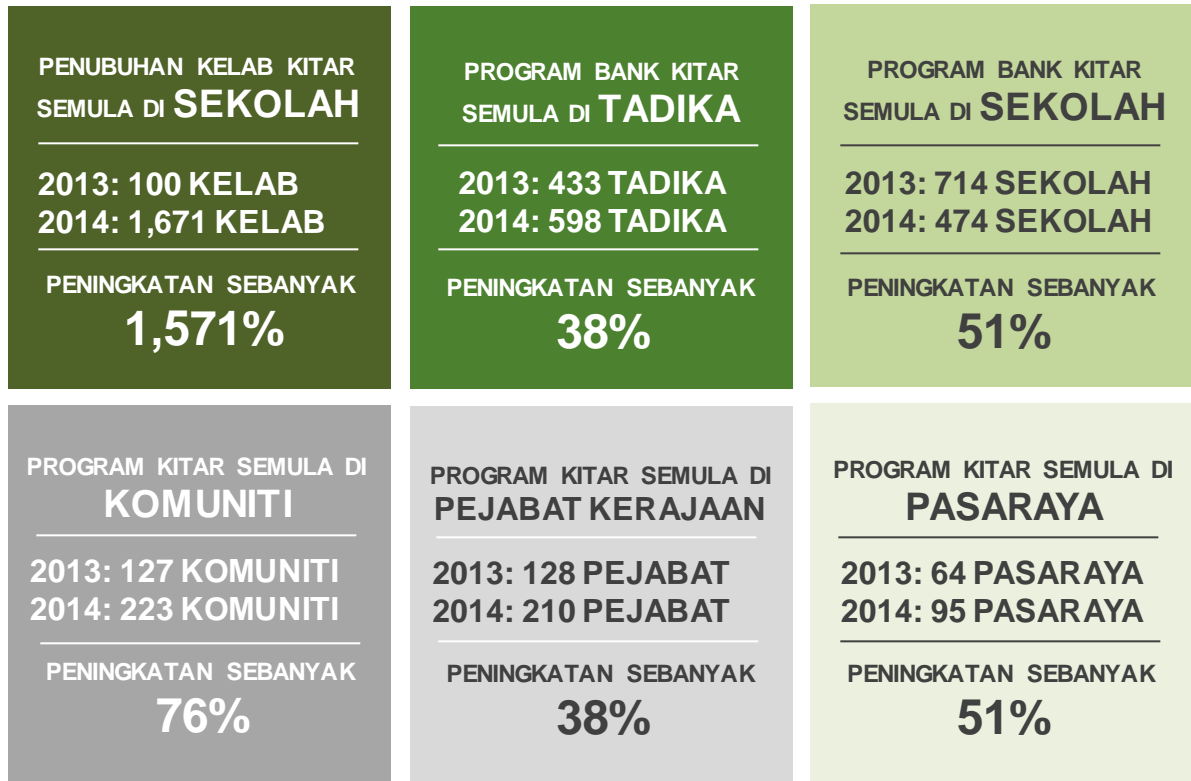 PENUBUHAN KELAB KITAR
SEMULA DI SEKOLAH
2013: 100 KELAB
2014: 1,671 KELAB
PENINGKATAN SEBANYAK
1,571%
PROGRAM BANK KITAR
SEMULA DI TADIKA
2013: 433 TADIKA
2014: 598 TADIKA
PENINGKATAN SEBANYAK
38%
PROGRAM BANK KITAR
SEMULA DI SEKOLAH
2013: 714 SEKOLAH
2014: 474 SEKOLAH
PENINGKATAN SEBANYAK
51%
PROGRAM KITAR SEMULA DI
KOMUNITI
2013: 127 KOMUNITI
2014: 223 KOMUNITI
PENINGKATAN SEBANYAK
76%
PROGRAM KITAR SEMULA DI
PEJABAT KERAJAAN
2013: 128 PEJABAT
2014: 210 PEJABAT
PENINGKATAN SEBANYAK
38%
PROGRAM KITAR SEMULA DI
PASARAYA
2013: 64 PASARAYA
2014: 95 PASARAYA
PENINGKATAN SEBANYAK
51%